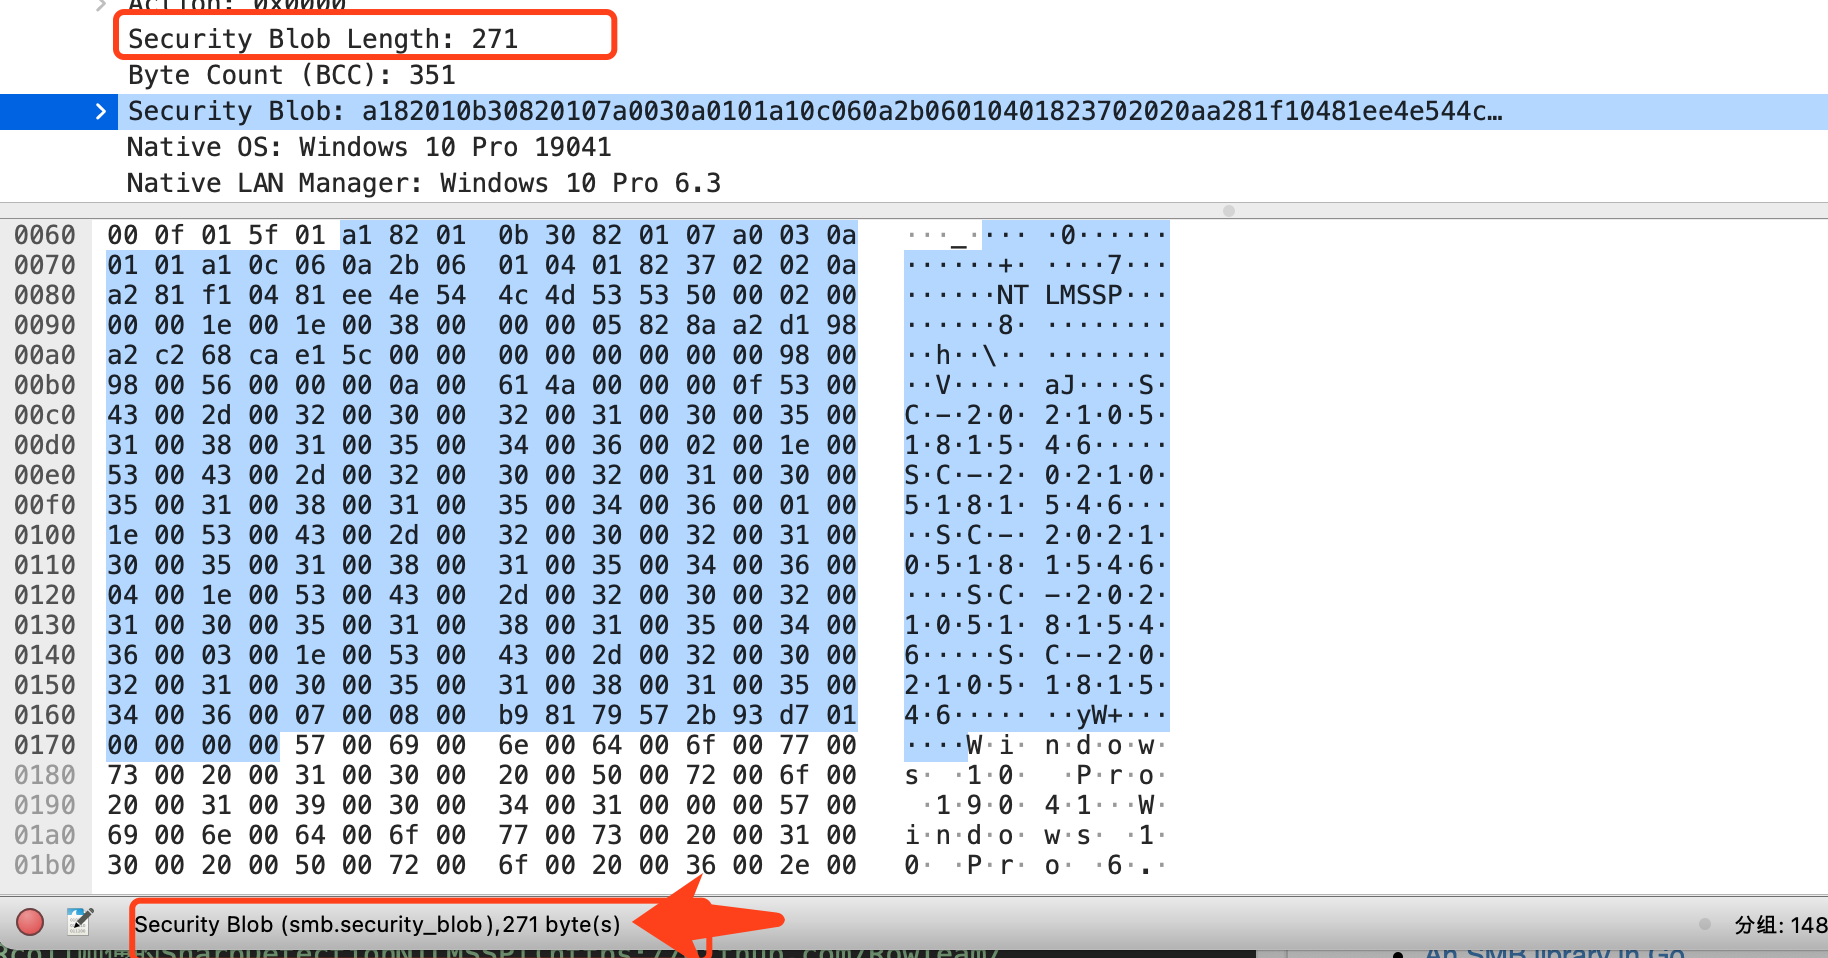 Action: 0x0000
Security Blob Length: 271
Byte Count (BCC): 351
Security Blob: a182010b30820107a0030a0101a10c060a2b06010401823702020aa281f10481ee4e544c…
Native OS: Windows 10 Pro 19041
Native LAN Manager: Windows 10 Pro 6.3
0060 00 0f 01 5f 01 a1 82 01 0b 30 82 01 07 a0 03 0a ···_···· ·0······
0070 01 01 a1 0c 06 0a 2b 06 01 04 01 82 37 02 02 0a ······+· ····7···
0080 a2 81 f1 04 81 ee 4e 54 4c 4d 53 53 50 00 02 00 ······NT LMSSP···
0090 00 00 1e 00 1e 00 38 00 00 00 05 82 8a a2 d1 98 ······8· ········
00a0 a2 c2 68 ca e1 5c 00 00 00 00 00 00 00 00 98 00 ··h··\·· ········
00b0 98 00 56 00 00 00 0a 00 61 4a 00 00 00 0f 53 00 ··V····· aJ····S·
00c0 43 00 2d 00 32 00 30 00 32 00 31 00 30 00 35 00 C·-·2·0· 2·1·0·5·
00d0 31 00 38 00 31 00 35 00 34 00 36 00 02 00 1e 00 1·8·1·5· 4·6·····
00e0 53 00 43 00 2d 00 32 00 30 00 32 00 31 00 30 00 S·C·-·2· 0·2·1·0·
00f0 35 00 31 00 38 00 31 00 35 00 34 00 36 00 01 00 5·1·8·1· 5·4·6···
0100 1e 00 53 00 43 00 2d 00 32 00 30 00 32 00 31 00 ··S·C·-· 2·0·2·1·
0110 30 00 35 00 31 00 38 00 31 00 35 00 34 00 36 00 0·5·1·8· 1·5·4·6·
0120 04 00 1e 00 53 00 43 00 2d 00 32 00 30 00 32 00 ····S·C· -·2·0·2·
0130 31 00 30 00 35 00 31 00 38 00 31 00 35 00 34 00 1·0·5·1· 8·1·5·4·
0140 36 00 03 00 1e 00 53 00 43 00 2d 00 32 00 30 00 6·····S· C·-·2·0·
0150 32 00 31 00 30 00 35 00 31 00 38 00 31 00 35 00 2·1·0·5· 1·8·1·5·
0160 34 00 36 00 07 00 08 00 b9 81 79 57 2b 93 d7 01 4·6····· ··yW+···
0170 00 00 00 00 57 00 69 00 6e 00 64 00 6f 00 77 00 ····W·i· n·d·o·w·
0180 73 00 20 00 31 00 30 00 20 00 50 00 72 00 6f 00 s· ·1·0· ·P·r·o·
0190 20 00 31 00 39 00 30 00 34 00 31 00 00 00 57 00 ·1·9·0· 4·1···W·
01a0 69 00 6e 00 64 00 6f 00 77 00 73 00 20 00 31 00 i·n·d·o· w·s· ·1·
01b0 30 00 20 00 50 00 72 00 6f 00 20 00 36 00 2e 00 0· ·P·r· o· ·6·.·
Security Blob (smb.security_blob),271 byte(s)
分组: 148
An SMB library in Go